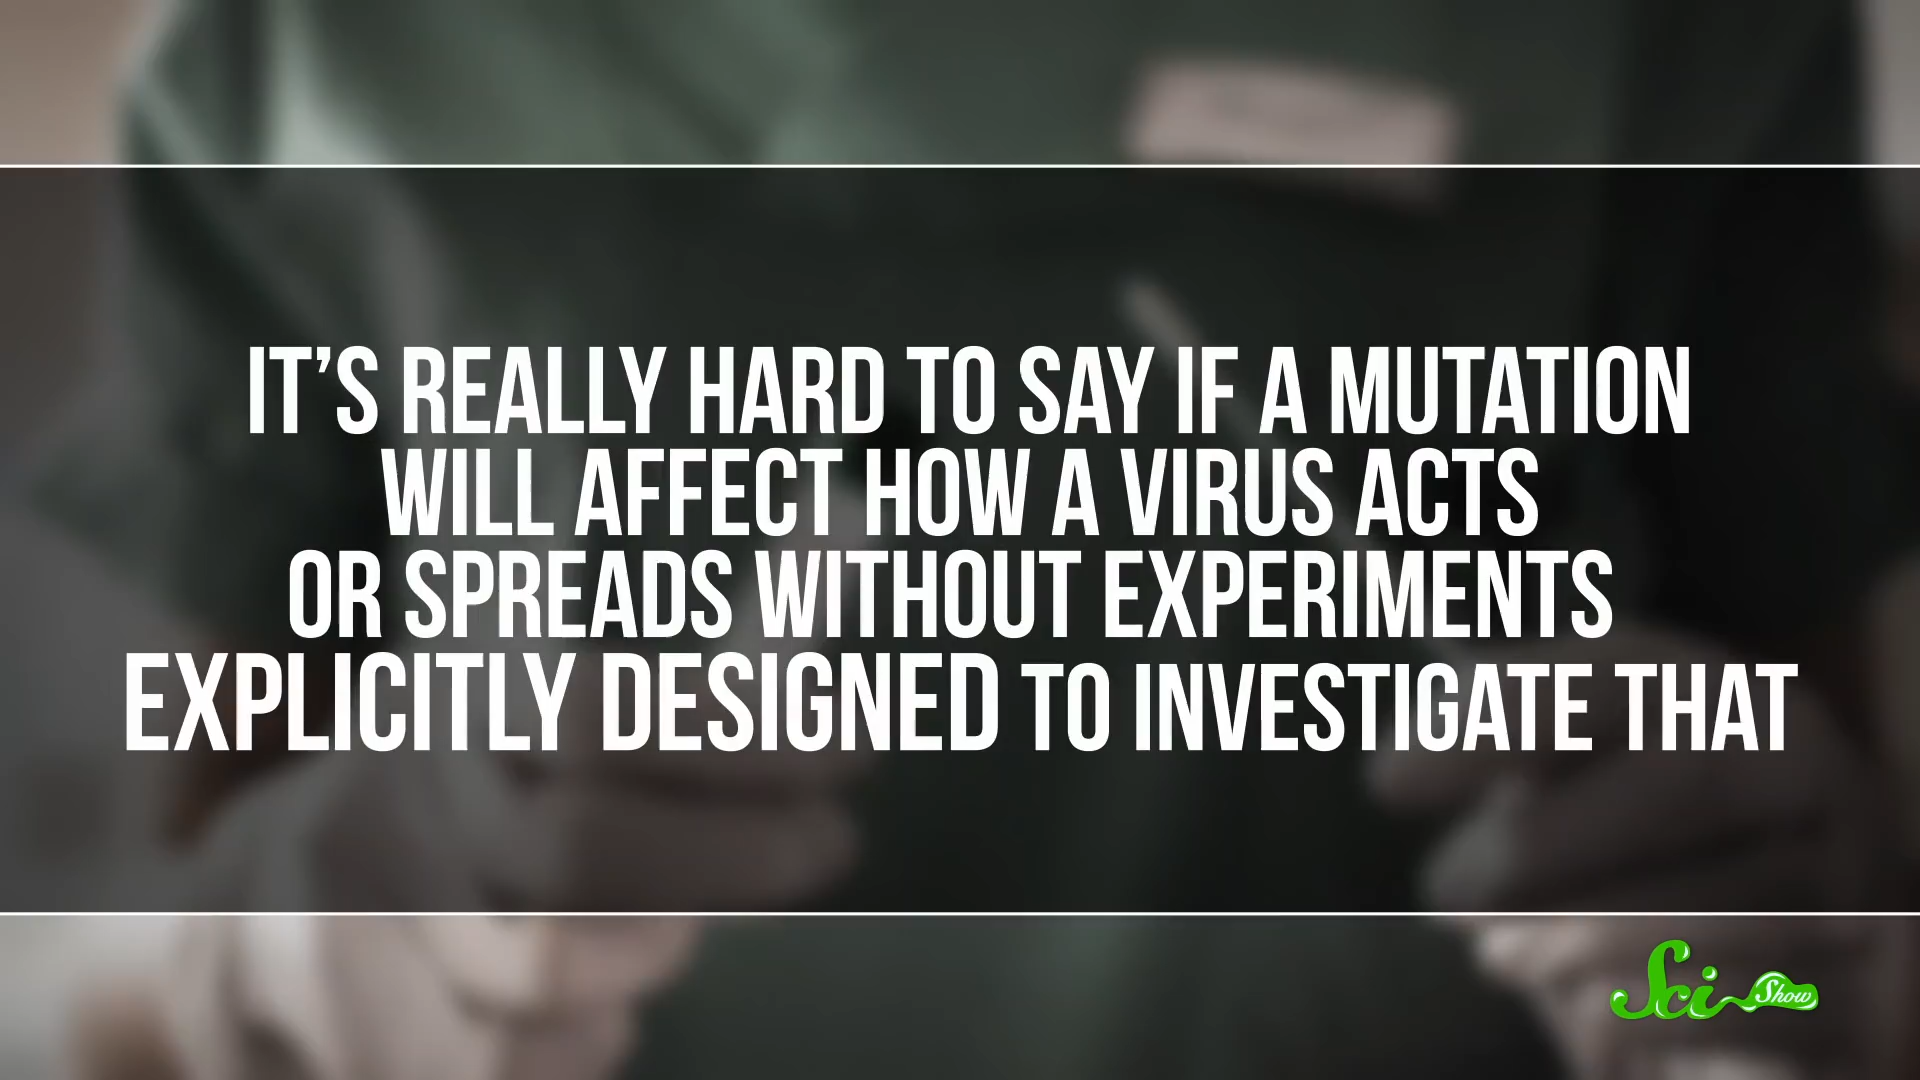 IT'S REALLY HARD TO SAY IF A MUTATION
WILL AFFECT HOW A VIRUS ACTS
OR SPREADS WITHOUT EXPERIMENTS
EXPLICITLY DESIGNED TO INVESTIGATE THAT
Sci Show